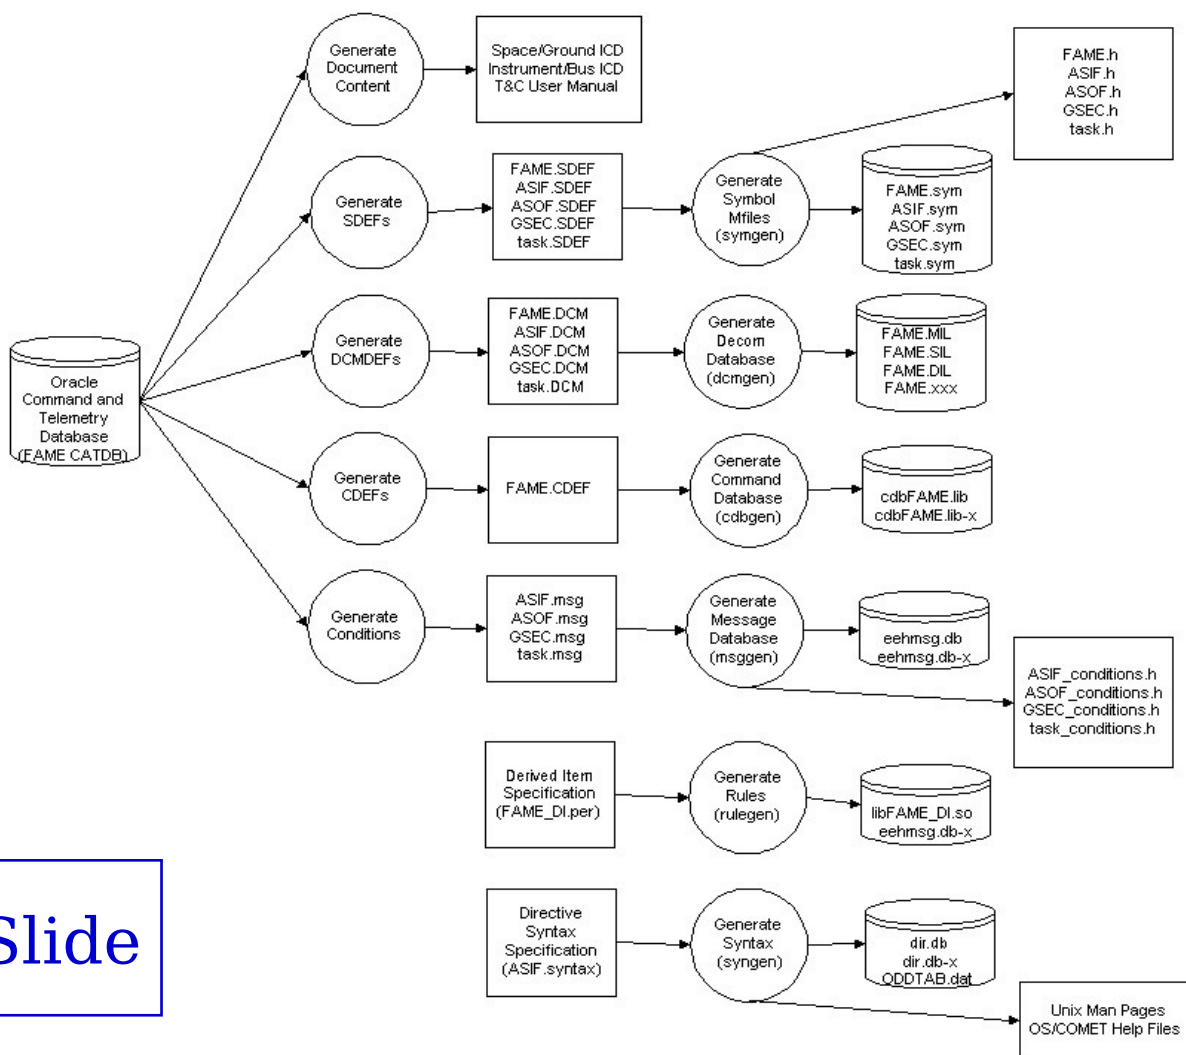 Generate
Document
Content
Space/Ground ICD
Instrument/Bus ICD
T&C User Manual
FAME.h
ASIF.h
ASOF.h
GSEC.h
task.h
Generate
SDEFs
FAME.SDEF
ASIF.SDEF
ASOF.SDEF
GSEC.SDEF
task.SDEF
Generate
Symbol
Mfiles
(symgen)
FAME.sym
ASIF.sym
ASOF.sym
GSEC.sym
task.sym
Oracle
Command and
Telemetry
Database
(FAME CATDB)
Generate
DCMDEFs
FAME.DCM
ASIF.DCM
ASOF.DCM
GSEC.DCM
task.DCM
Generate
Decom
Database
(dcmgen)
FAME.MIL
FAME.SIL
FAME.DIL
FAME.xxx
Generate
CDEFs
FAME.CDEF
Generate
Command
Database
(cdbgen)
cdbFAME.lib
cdbFAME.lib-x
Generate
Conditions
ASIF.msg
ASOF.msg
GSEC.msg
task.msg
Generate
Message
Database
(msggen)
eehmsg.db
eehmsg.db-x
ASIF_conditions.h
ASOF_conditions.h
GSEC_conditions.h
task_conditions.h
Derived Item
Specification
(FAME_DI.per)
Generate
Rules
(rulegen)
libFAME_DI.so
eehmsg.db-x
Slide
Directive
Syntax
Specification
(ASIF.syntax)
Generate
Syntax
(syngen)
dir.db
dir.db-x
ODDTAB.dat
Unix Man Pages
OS/COMET Help Files